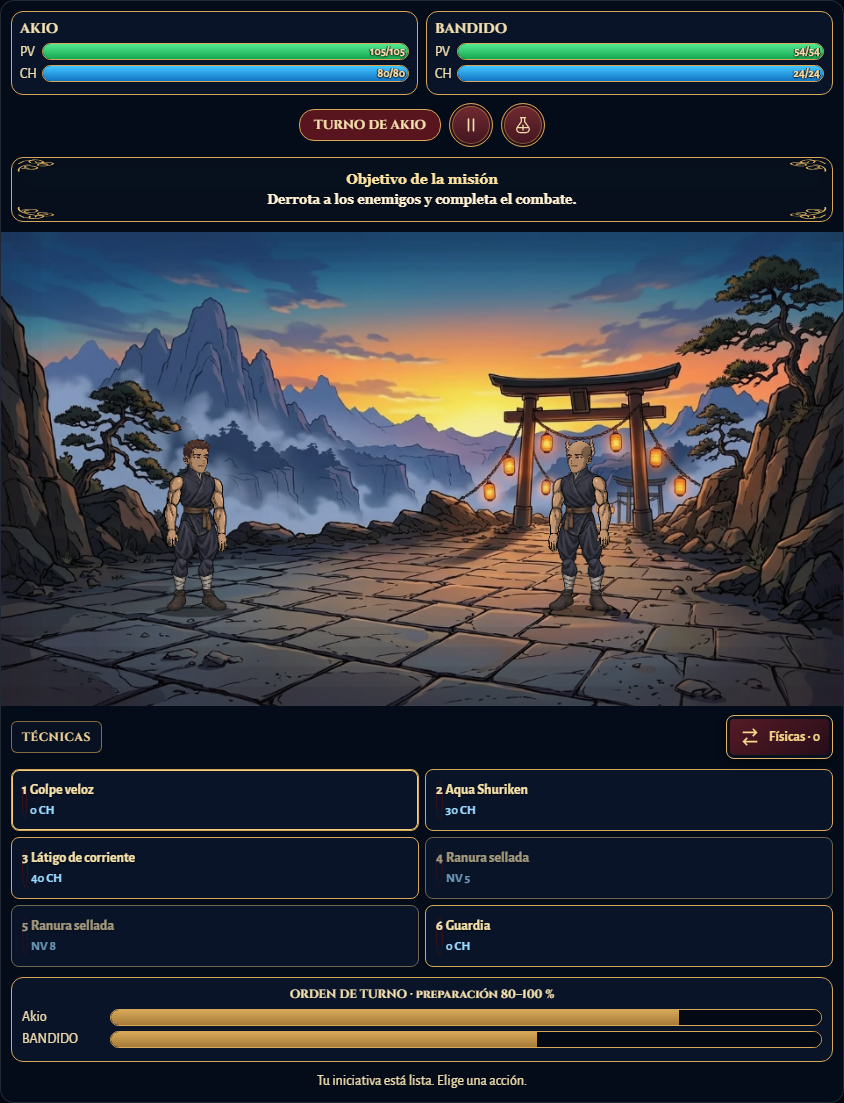 AKIO
PV 105/105
CH 80/80
BANDIDO
PV 54/54
CH 24/24
TURNO DE AKIO
Objetivo de la misión
Derrota a los enemigos y completa el combate.
TÉCNICAS
Físicas · 0
1 Golpe veloz
0 CH
2 Aqua Shuriken
30 CH
3 Látigo de corriente
40 CH
4 Ranura sellada
NV 5
5 Ranura sellada
NV 8
6 Guardia
0 CH
ORDEN DE TURNO · PREPARACIÓN 80–100 %
Akio
BANDIDO
Tu iniciativa está lista. Elige una acción.